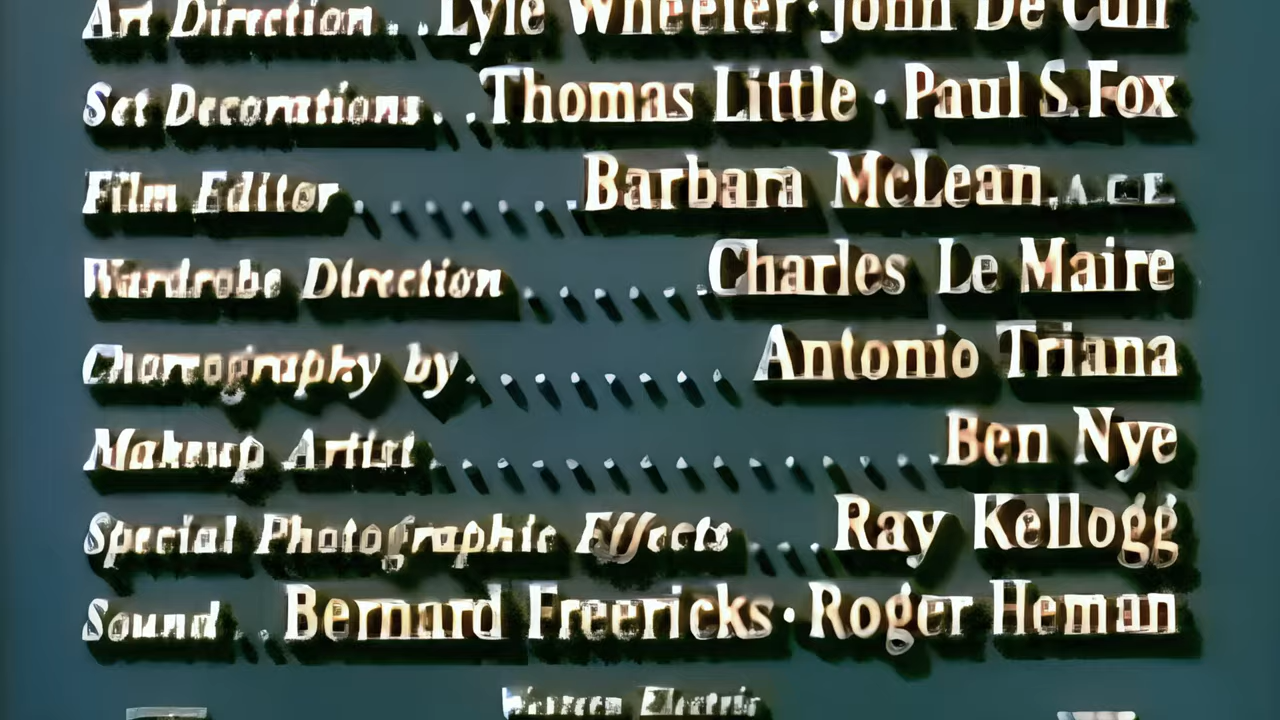 Art Direction . . Lyle Wheeler · John De Cuir
Set Decorations . . Thomas Little · Paul S. Fox
Film Editor . . . . . . . Barbara McLean, A.C.E.
Wardrobe Direction . . . . . . Charles Le Maire
Choreography by . . . . . . . . Antonio Triana
Makeup Artist . . . . . . . . . . . . . . . Ben Nye
Special Photographic Effects . . . Ray Kellogg
Sound . . Bernard Freericks · Roger Heman
Western Electric